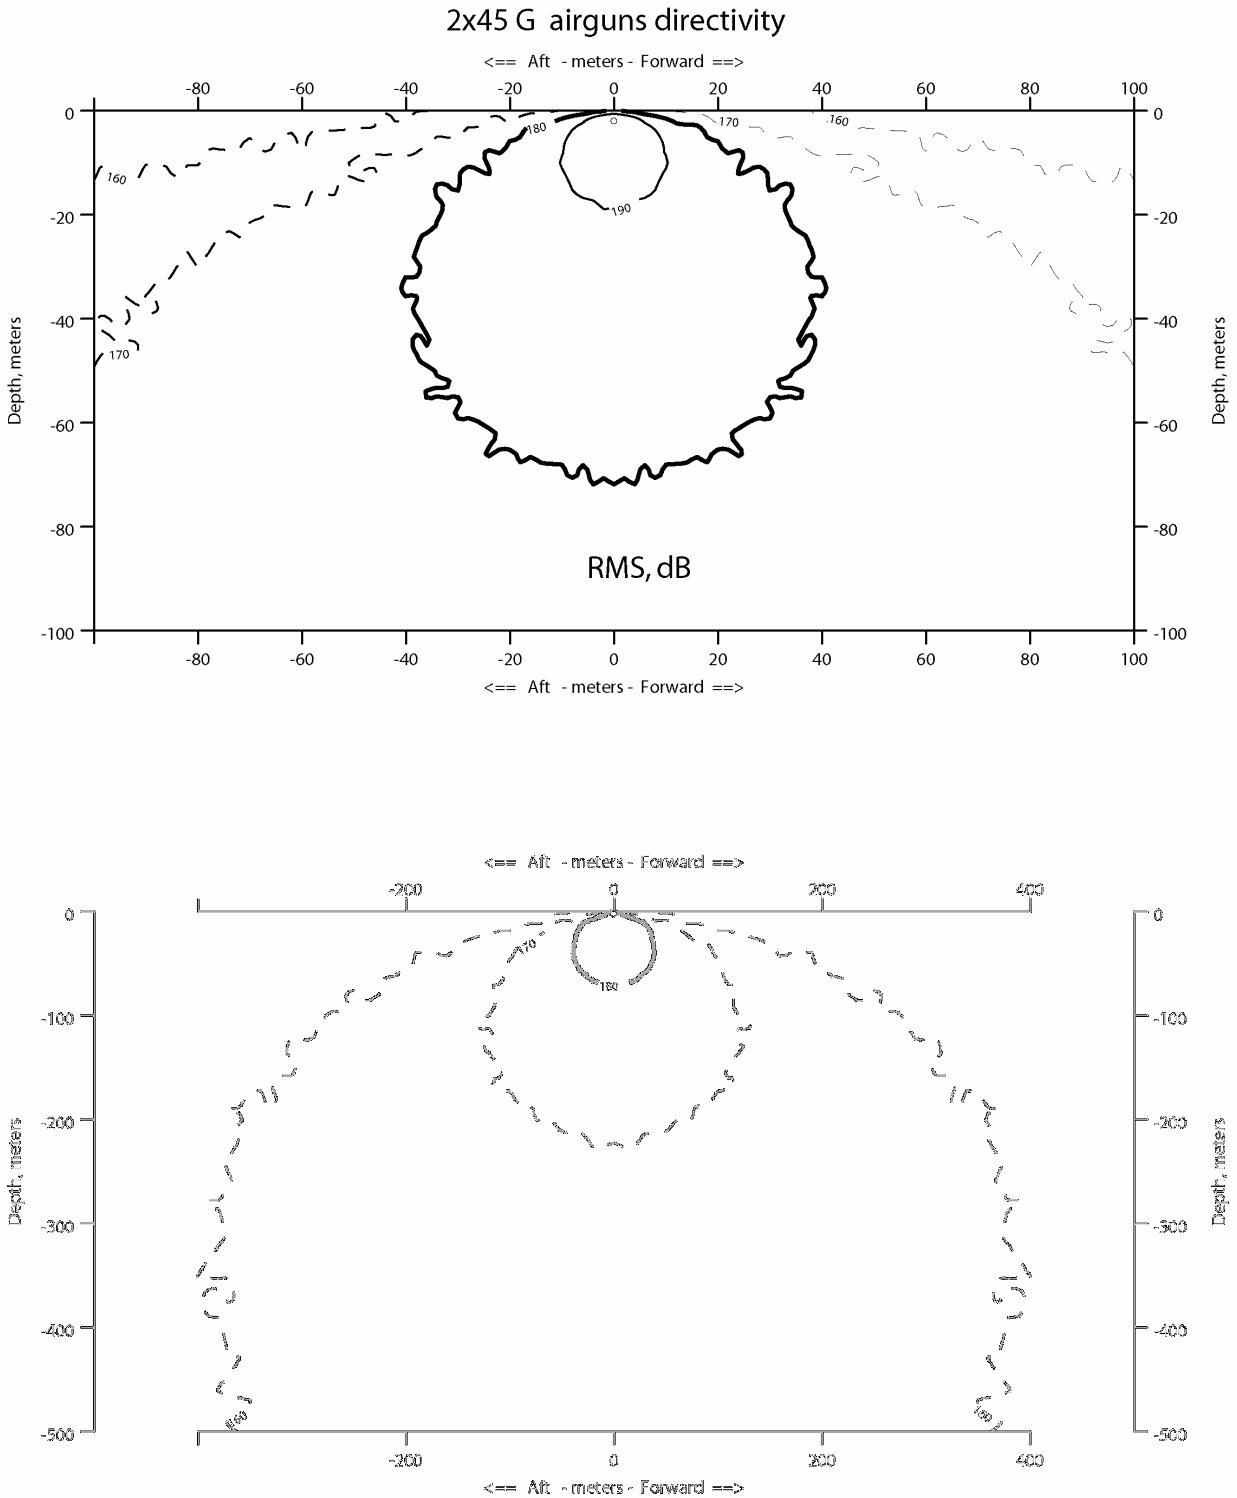 2x45 G airguns directivity
<== Aft - meters - Forward ==>
-80 -60 -40 -20 0 20 40 60 80 100
0 0
180 170 160
160
190
-20 -20
-40 -40
170
Depth, meters Depth, meters
-60 -60
-80 -80
RMS, dB
-100 -100
-80 -60 -40 -20 0 20 40 60 80 100
<== Aft - meters - Forward ==>
<== Aft - meters - Forward ==>
-200 0 200 400
0 0
170
180
-100 -100
-200 -200
Depth, meters Depth, meters
-300 -300
-400 -400
160 160
-500 -500
-200 0 200 400
<== Aft - meters - Forward ==>